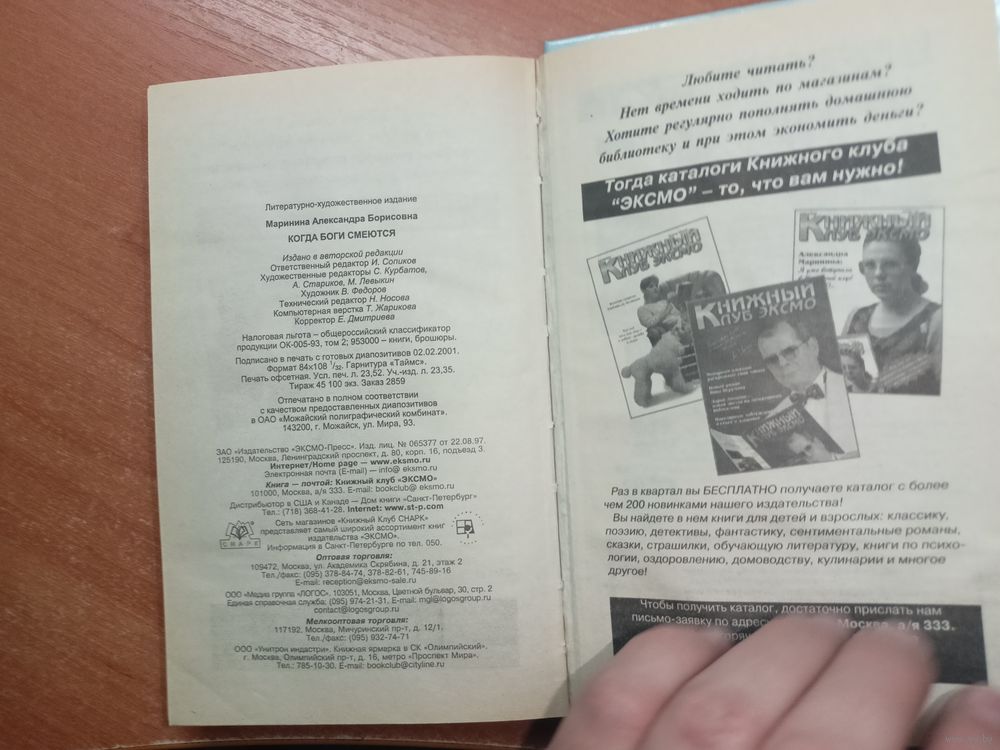 Литературно-художественное издание
Маринина Александра Борисовна
КОГДА БОГИ СМЕЮТСЯ
Издано в авторской редакции
Ответственный редактор И. Сопиков
Художественные редакторы С. Курбатов,
А. Стариков, М. Левыкин
Художник В. Федоров
Технический редактор Н. Носова
Компьютерная верстка Т. Жарикова
Корректор Е. Дмитриева
Налоговая льгота – общероссийский классификатор
продукции ОК-005-93, том 2; 953000 – книги, брошюры.
Подписано в печать с готовых диапозитивов 02.02.2001.
Формат 84×108 1/32. Гарнитура «Таймс».
Печать офсетная. Усл. печ. л. 23,52. Уч.-изд. л. 23,35.
Тираж 45 100 экз. Заказ 2859
Отпечатано в полном соответствии
с качеством предоставленных диапозитивов
в ОАО «Можайский полиграфический комбинат».
143200, г. Можайск, ул. Мира, 93.
ЗАО «Издательство «ЭКСМО-Пресс». Изд. лиц. № 065377 от 22.08.97.
125190, Москва, Ленинградский проспект, д. 80, корп. 16, подъезд 3.
Интернет/Home page — www.eksmo.ru
Электронная почта (E-mail) — info@ eksmo.ru
Книга — почтой: Книжный клуб «ЭКСМО»
101000, Москва, а/я 333. E-mail: bookclub@ eksmo.ru
Дистрибьютор в США и Канаде — Дом книги «Санкт-Петербург»
Тел.: (718) 368-41-28. Internet: www.st-p.com
Сеть магазинов «Книжный Клуб СНАРК»
представляет самый широкий ассортимент книг
издательства «ЭКСМО».
Информация в Санкт-Петербурге по тел. 050.
СНАРК
Оптовая торговля:
109472, Москва, ул. Академика Скрябина, д. 21, этаж 2
Тел./факс: (095) 378-84-74, 378-82-61, 745-89-16
E-mail: reception@eksmo-sale.ru
ООО «Медиа группа «ЛОГОС». 103051, Москва, Цветной бульвар, 30, стр. 2
Единая справочная служба: (095) 974-21-31. E-mail: mgl@logosgroup.ru
contact@logosgroup.ru
Мелкооптовая торговля:
117192, Москва, Мичуринский пр-т, д. 12/1.
Тел./факс: (095) 932-74-71
ООО «Унитрон индастри». Книжная ярмарка в СК «Олимпийский».
г. Москва, Олимпийский пр-т, д. 16, метро «Проспект Мира».
Тел.: 785-10-30. E-mail: bookclub@cityline.ru
Любите читать?
Нет времени ходить по магазинам?
Хотите регулярно пополнять домашнюю
библиотеку и при этом экономить деньги?
Тогда каталоги Книжного клуба
“ЭКСМО” – то, что вам нужно!
КНИЖНЫЙ
КЛУБ ЭКСМО
КНИЖНЫЙ
КЛУБ ЭКСМО
Александра
Маринина:
КНИЖНЫЙ
КЛУБ ЭКСМО
Раз в квартал вы БЕСПЛАТНО получаете каталог с более
чем 200 новинками нашего издательства!
Вы найдете в нем книги для детей и взрослых: классику,
поэзию, детективы, фантастику, сентиментальные романы,
сказки, страшилки, обучающую литературу, книги по психо-
логии, оздоровлению, домоводству, кулинарии и многое
другое!
Чтобы получить каталог, достаточно прислать нам
письмо-заявку по адресу Москва, а/я 333.